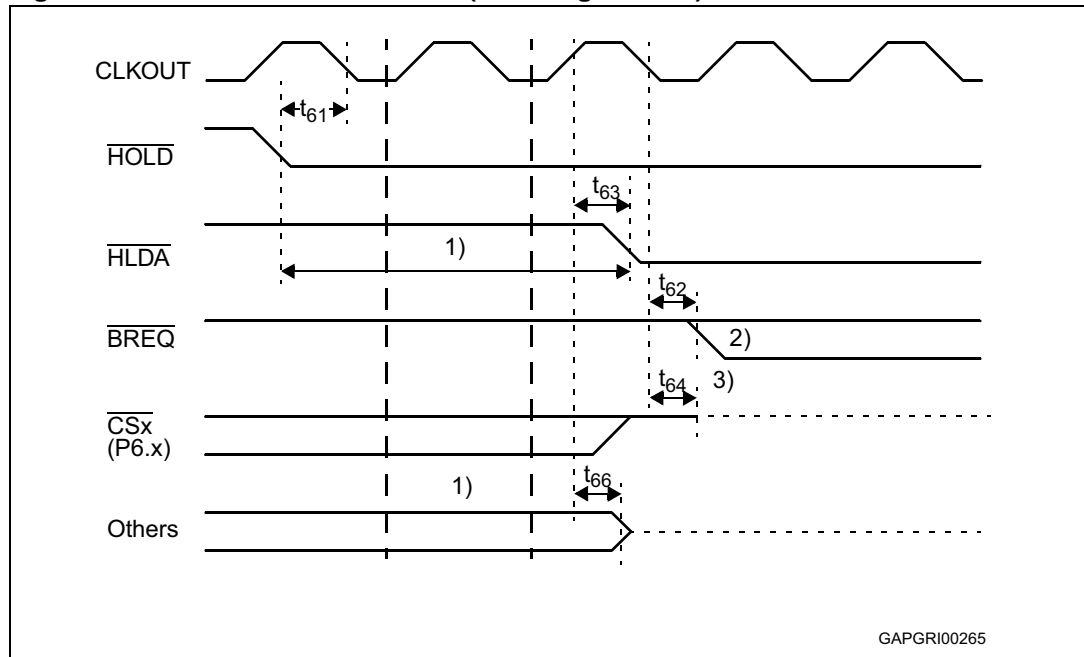 CLKOUT
t61
HOLD
t63
HLDA
1)
t62
BREQ
2)
t64
3)
CSx
(P6.x)
1)
t66
Others
GAPGRI00265